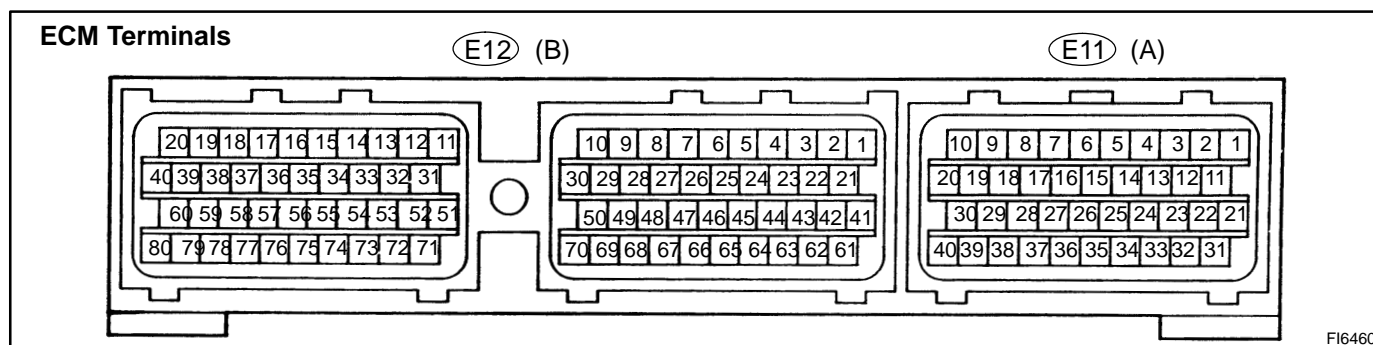 ECM Terminals
E12 (B)
E11 (A)
20 19 18 17 16 15 14 13 12 11
10 9 8 7 6 5 4 3 2 1
10 9 8 7 6 5 4 3 2 1
40 39 38 37 36 35 34 33 32 31
30 29 28 27 26 25 24 23 22 21
20 19 18 17 16 15 14 13 12 11
60 59 58 57 56 55 54 53 52 51
50 49 48 47 46 45 44 43 42 41
30 29 28 27 26 25 24 23 22 21
80 79 78 77 76 75 74 73 72 71
70 69 68 67 66 65 64 63 62 61
40 39 38 37 36 35 34 33 32 31
FI6460